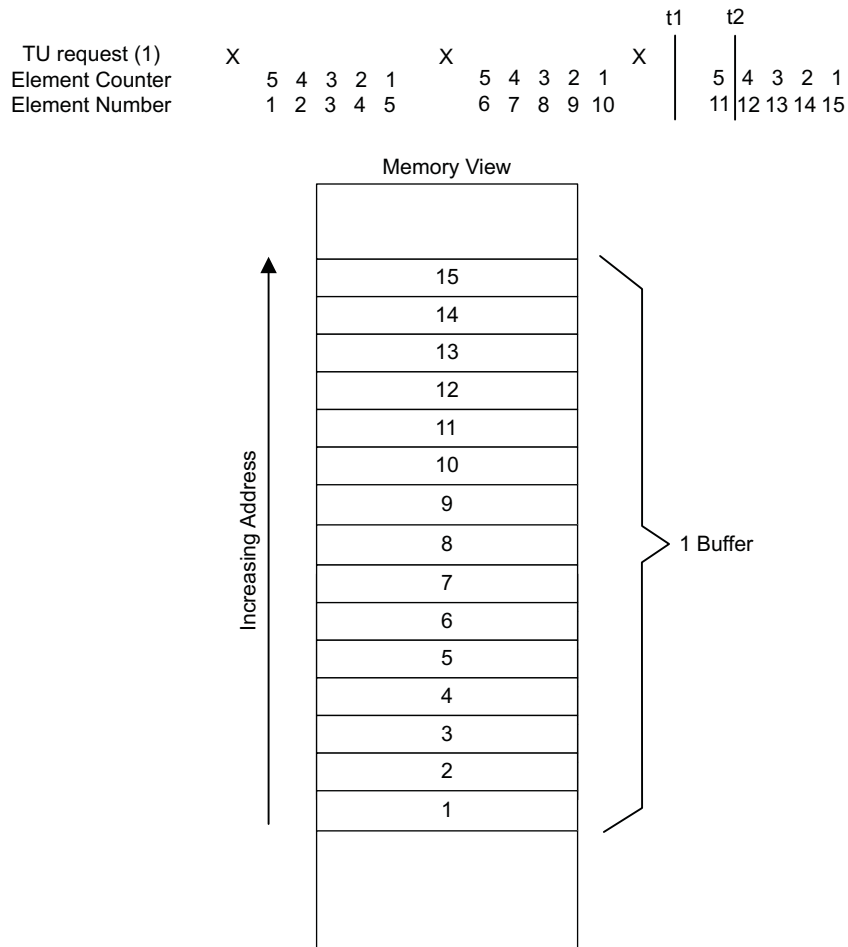 t1 t2
TU request (1) X X X
Element Counter 5 4 3 2 1 5 4 3 2 1 5 4 3 2 1
Element Number 1 2 3 4 5 6 7 8 9 10 11 12 13 14 15
Memory View
15
14
13
12
11
10
9
8
7
6
5
4
3
2
1
Increasing Address
1 Buffer